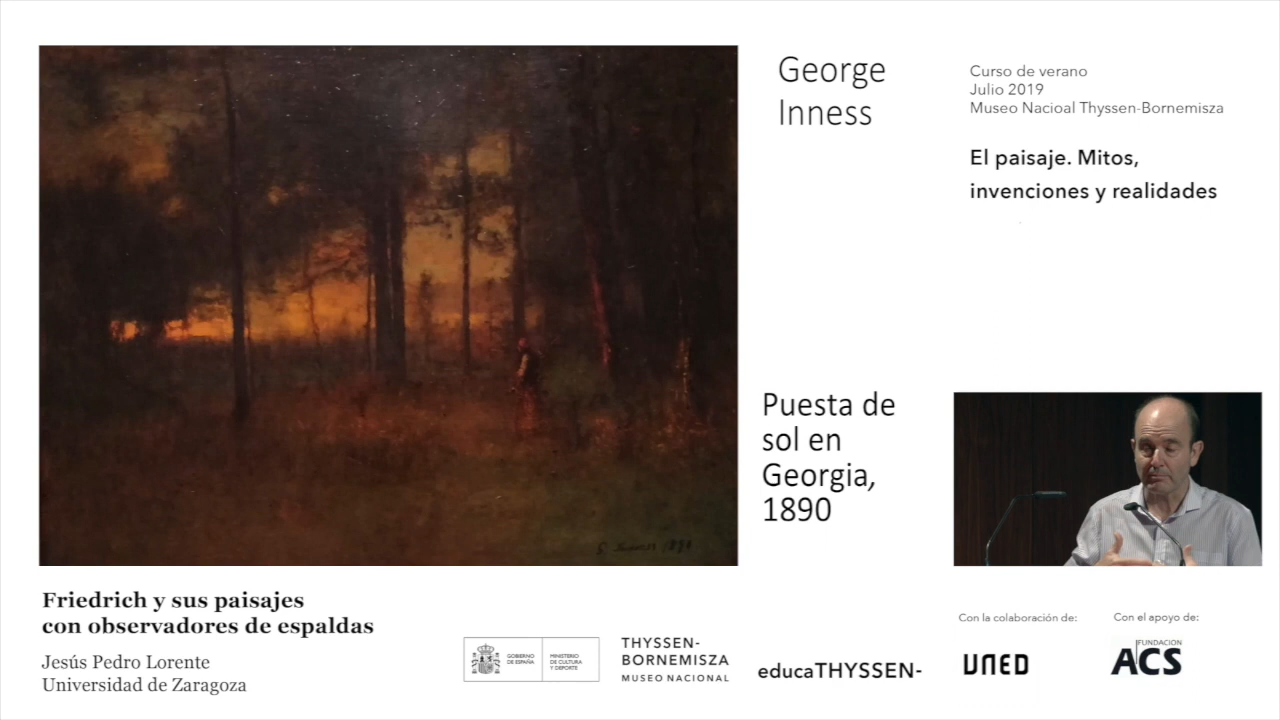 George
Inness
Curso de verano
Julio 2019
Museo Nacioal Thyssen-Bornemisza
El paisaje. Mitos,
invenciones y realidades
Puesta de
sol en
Georgia,
1890
Friedrich y sus paisajes
con observadores de espaldas
Jesús Pedro Lorente
Universidad de Zaragoza
GOBIERNO
DE ESPAÑA
MINISTERIO
DE CULTURA
Y DEPORTE
THYSSEN-
BORNEMISZA
MUSEO NACIONAL
educaTHYSSEN-
Con la colaboración de:
UNED
Con el apoyo de:
FUNDACION
ACS